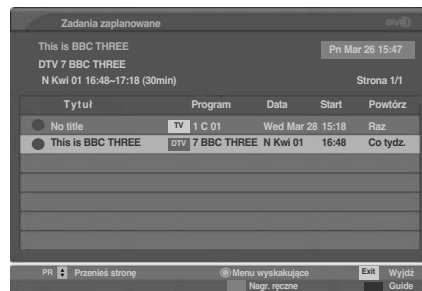 Zadania zaplanowane
This is BBC THREE Pn Mar 26 15:47
DTV 7 BBC THREE
N Kwi 01 16:48~17:18 (30min) Strona 1/1
Tytuł Program Data Start Powtórz
No title TV 1 C 01 Wed Mar 28 15:18 Raz
This is BBC THREE DTV 7 BBC THREE N Kwi 01 16:48 Co tydz.
PR Przenieś stronę Menu wyskakujące Exit Wyjdź
Nagr. ręczne Guide